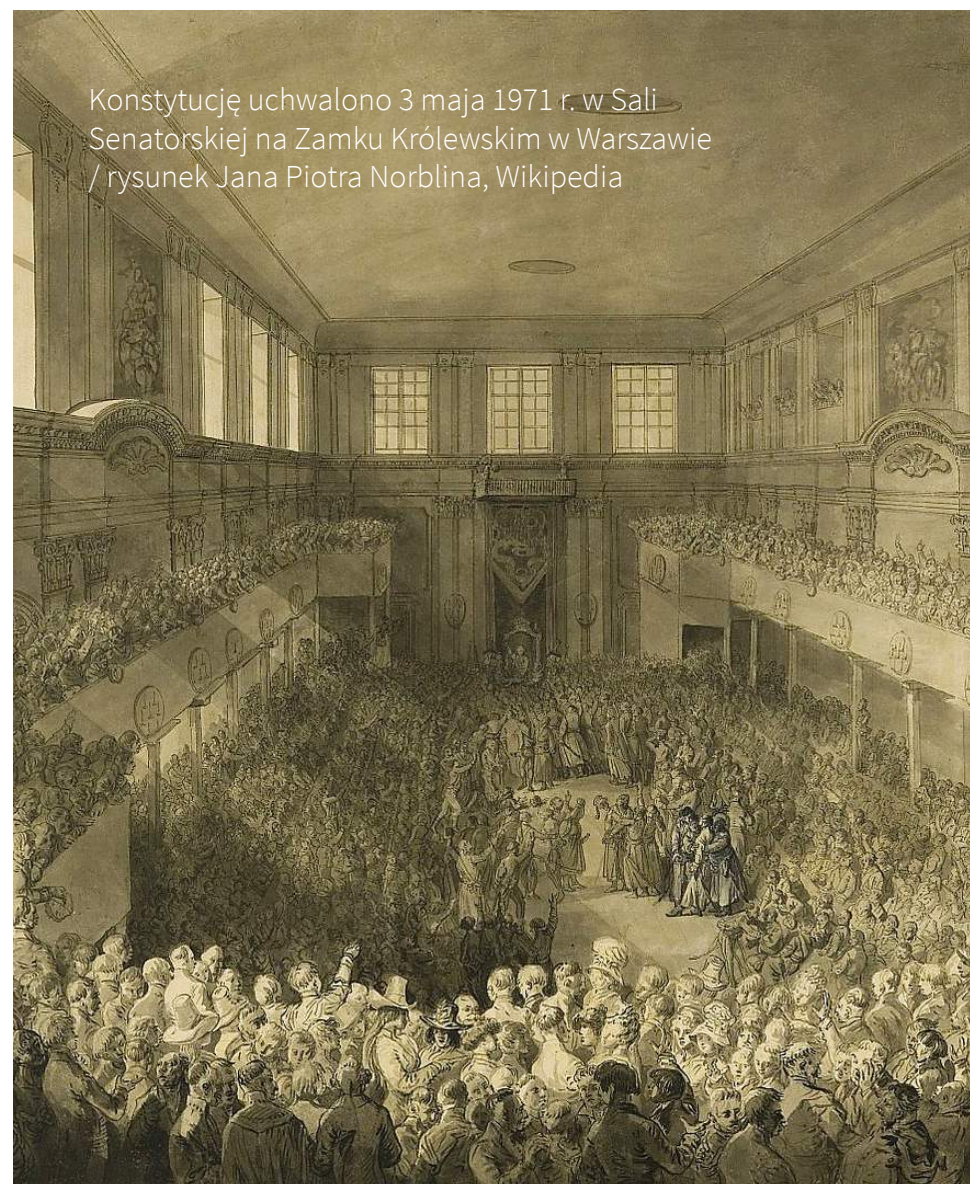 Konstytucję uchwalono 3 maja 1971 r. w Sali
Senatorskiej na Zamku Królewskim w Warszawie
/ rysunek Jana Piotra Norblina, Wikipedia